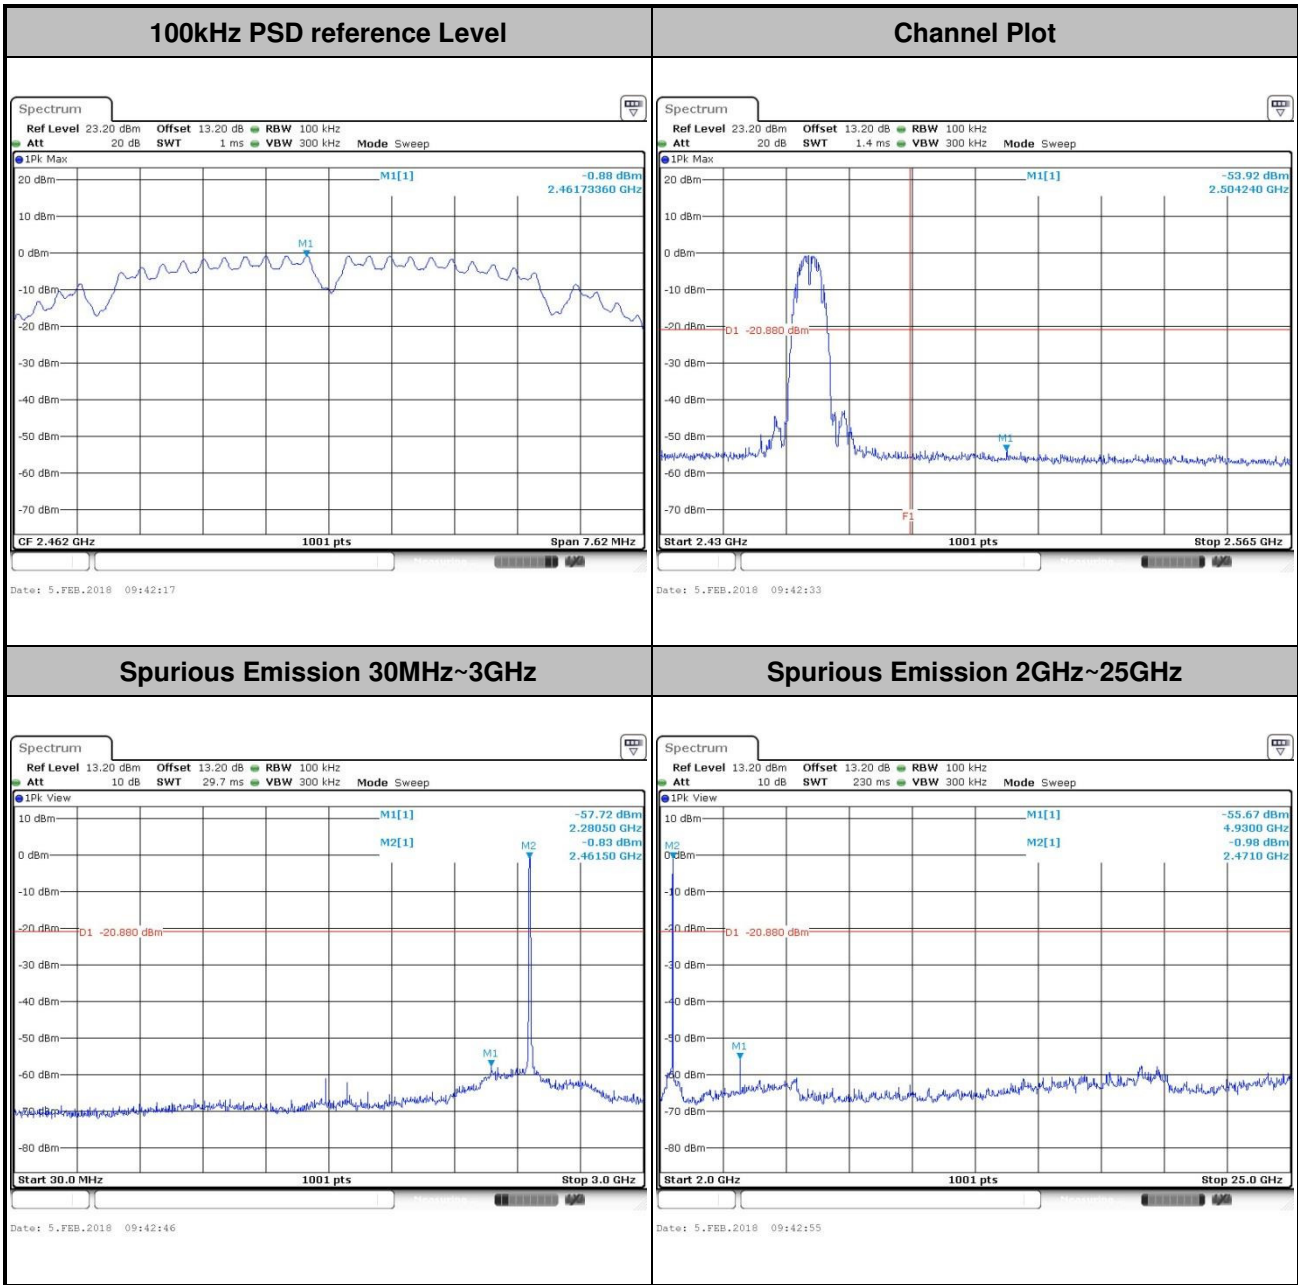 100kHz PSD reference Level
Channel Plot
Spectrum
Ref Level 23.20 dBm Offset 13.20 dB RBW 100 kHz
Att 20 dB SWT 1 ms VBW 300 kHz Mode Sweep
1Pk Max
M1[1] -0.88 dBm
2.46173360 GHz
20 dBm
10 dBm
M1
0 dBm
-10 dBm
-20 dBm
-30 dBm
-40 dBm
-50 dBm
-60 dBm
-70 dBm
CF 2.462 GHz 1001 pts Span 7.62 MHz
Date: 5.FEB.2018 09:42:17
Spectrum
Ref Level 23.20 dBm Offset 13.20 dB RBW 100 kHz
Att 20 dB SWT 1.4 ms VBW 300 kHz Mode Sweep
1Pk Max
M1[1] -53.92 dBm
2.504240 GHz
20 dBm
10 dBm
0 dBm
-10 dBm
-20 dBm
D1 -20.880 dBm
-30 dBm
-40 dBm
-50 dBm
M1
-60 dBm
-70 dBm
F1
Start 2.43 GHz 1001 pts Stop 2.565 GHz
Date: 5.FEB.2018 09:42:33
Spurious Emission 30MHz~3GHz
Spurious Emission 2GHz~25GHz
Spectrum
Ref Level 13.20 dBm Offset 13.20 dB RBW 100 kHz
Att 10 dB SWT 29.7 ms VBW 300 kHz Mode Sweep
1Pk View
M1[1] -57.72 dBm
2.28050 GHz
M2[1] -0.83 dBm
2.46150 GHz
10 dBm
M2
0 dBm
-10 dBm
-20 dBm
D1 -20.880 dBm
-30 dBm
-40 dBm
-50 dBm
M1
-60 dBm
-70 dBm
-80 dBm
Start 30.0 MHz 1001 pts Stop 3.0 GHz
Date: 5.FEB.2018 09:42:46
Spectrum
Ref Level 13.20 dBm Offset 13.20 dB RBW 100 kHz
Att 10 dB SWT 230 ms VBW 300 kHz Mode Sweep
1Pk View
M1[1] -55.67 dBm
4.9300 GHz
M2[1] -0.98 dBm
2.4710 GHz
10 dBm
M2
0 dBm
-10 dBm
-20 dBm
D1 -20.880 dBm
-30 dBm
-40 dBm
-50 dBm
M1
-60 dBm
-70 dBm
-80 dBm
Start 2.0 GHz 1001 pts Stop 25.0 GHz
Date: 5.FEB.2018 09:42:55